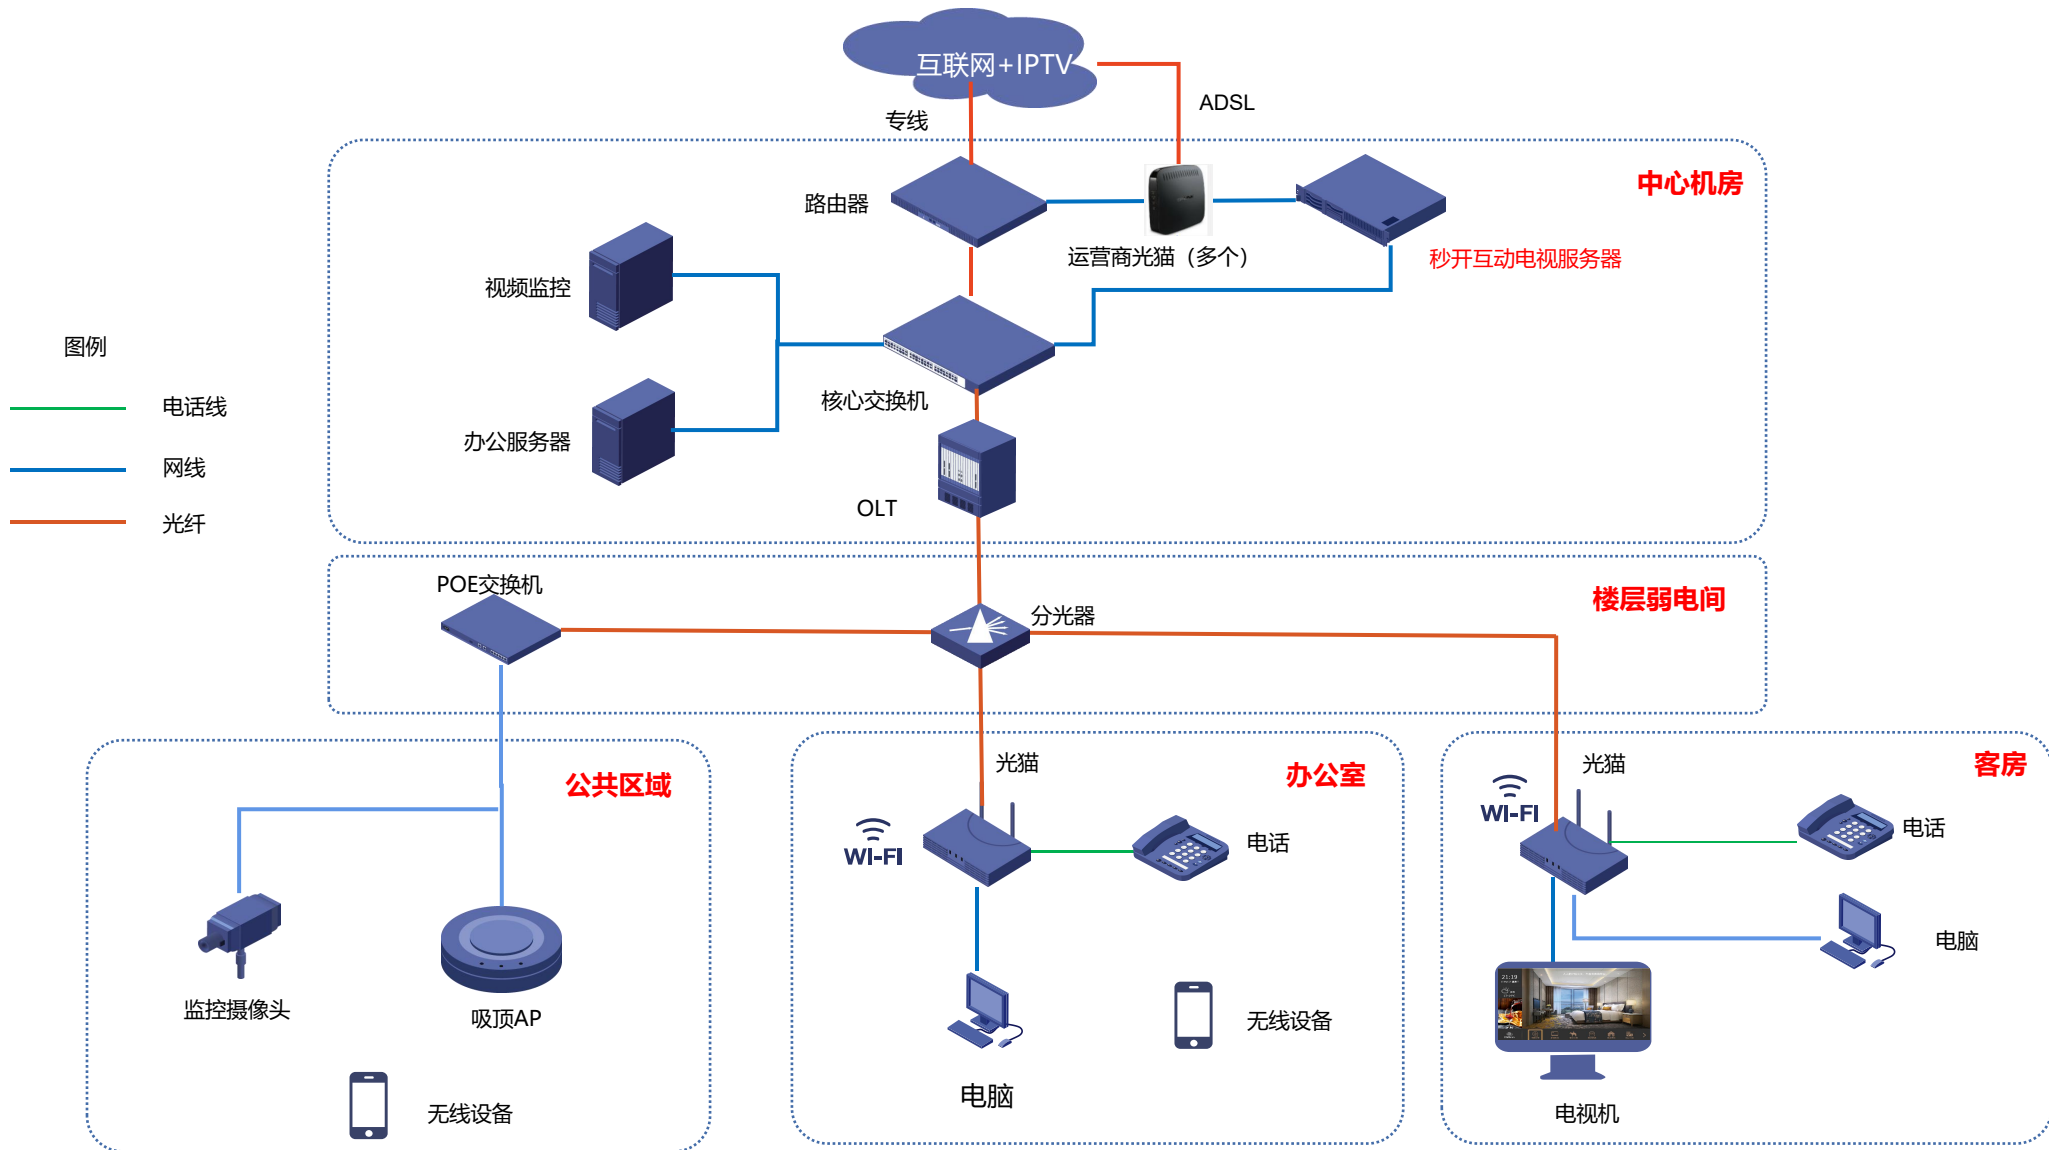 互联网+IPTV
ADSL
专线
中心机房
路由器
运营商光猫（多个）
秒开互动电视服务器
视频监控
图例
核心交换机
电话线
办公服务器
网线
OLT
光纤
POE交换机
楼层弱电间
分光器
公共区域
光猫
办公室
光猫
客房
WI-FI
电话
WI-FI
电话
电脑
监控摄像头
吸顶AP
无线设备
21:19
电脑
无线设备
电视机